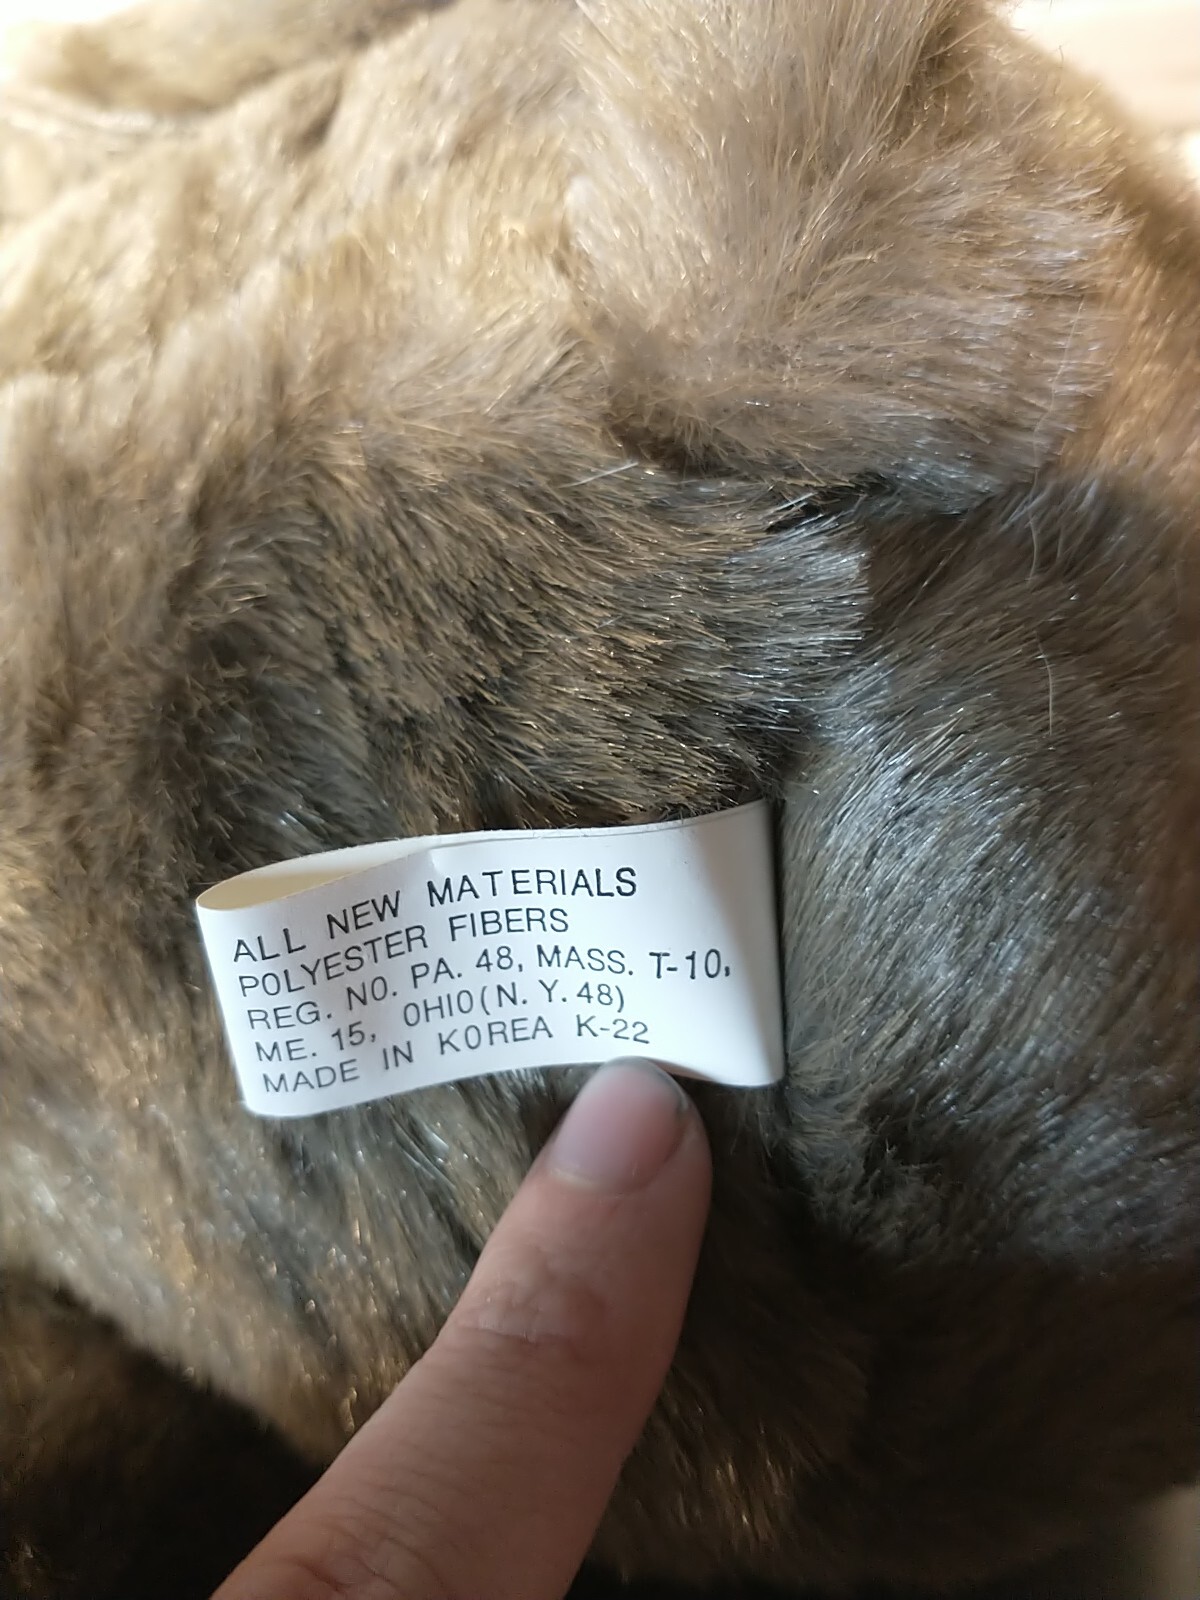 ALL NEW MATERIALS
POLYESTER FIBERS
REG. NO. PA. 48, MASS. T-10,
ME. 15, OHIO(N. Y. 48)
MADE IN KOREA K-22